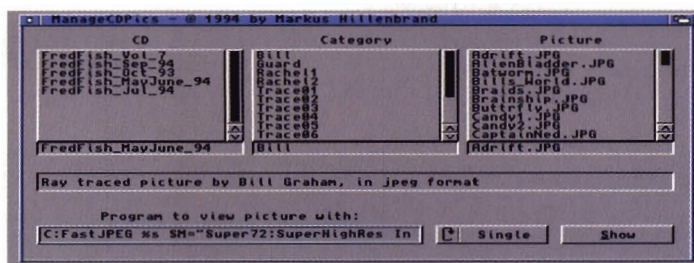 ManageCDPics - © 1994 by Markus Hillenbrand
CD
FredFish_Vol_7
FredFish_Sep_94
FredFish_Oct_93
FredFish_MayJune_94
FredFish_Jul_94
FredFish_MayJune_94
Category
Bill
Guard
Rachel1
Rachel2
Trace01
Trace02
Trace03
Trace04
Trace05
Trace06
Bill
Picture
Adrift.JPG
AlienBladder.JPG
Batworm.JPG
Bills_World.JPG
Braids.JPG
Brainship.JPG
Buttrfly.JPG
Candy1.JPG
Candy2.JPG
CaptainNed.JPG
Adrift.JPG
Ray traced picture by Bill Graham, in jpeg format
Program to view picture with:
C:FastJPEG %s SM="Super72:SuperHighRes In
Single
Show